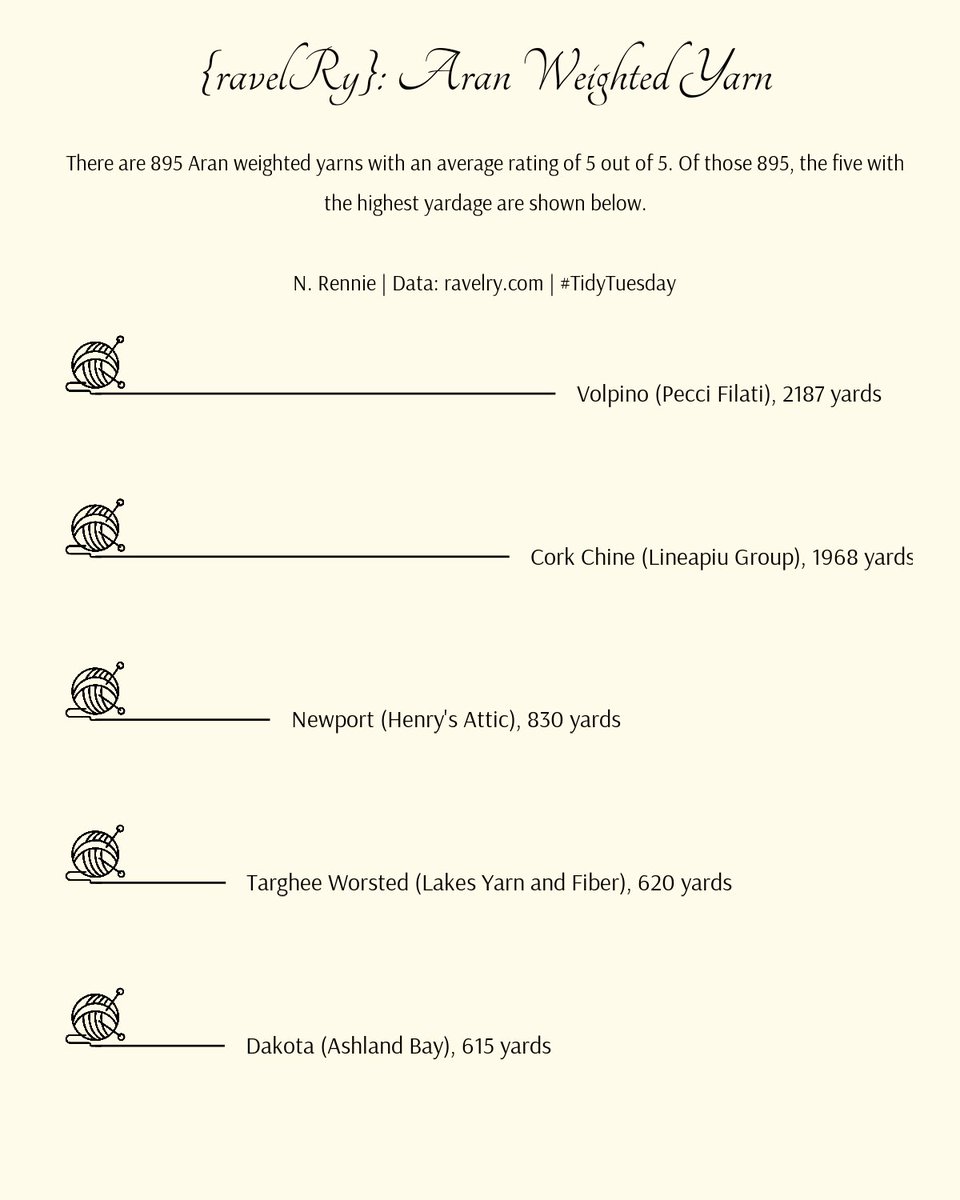 {ravelRy}: Aran Weighted Yarn
There are 895 Aran weighted yarns with an average rating of 5 out of 5. Of those 895, the five with
the highest yardage are shown below.
N. Rennie | Data: ravelry.com | #TidyTuesday
Volpino (Pecci Filati), 2187 yards
Cork Chine (Lineapiu Group), 1968 yards
Newport (Henry's Attic), 830 yards
Targhee Worsted (Lakes Yarn and Fiber), 620 yards
Dakota (Ashland Bay), 615 yards